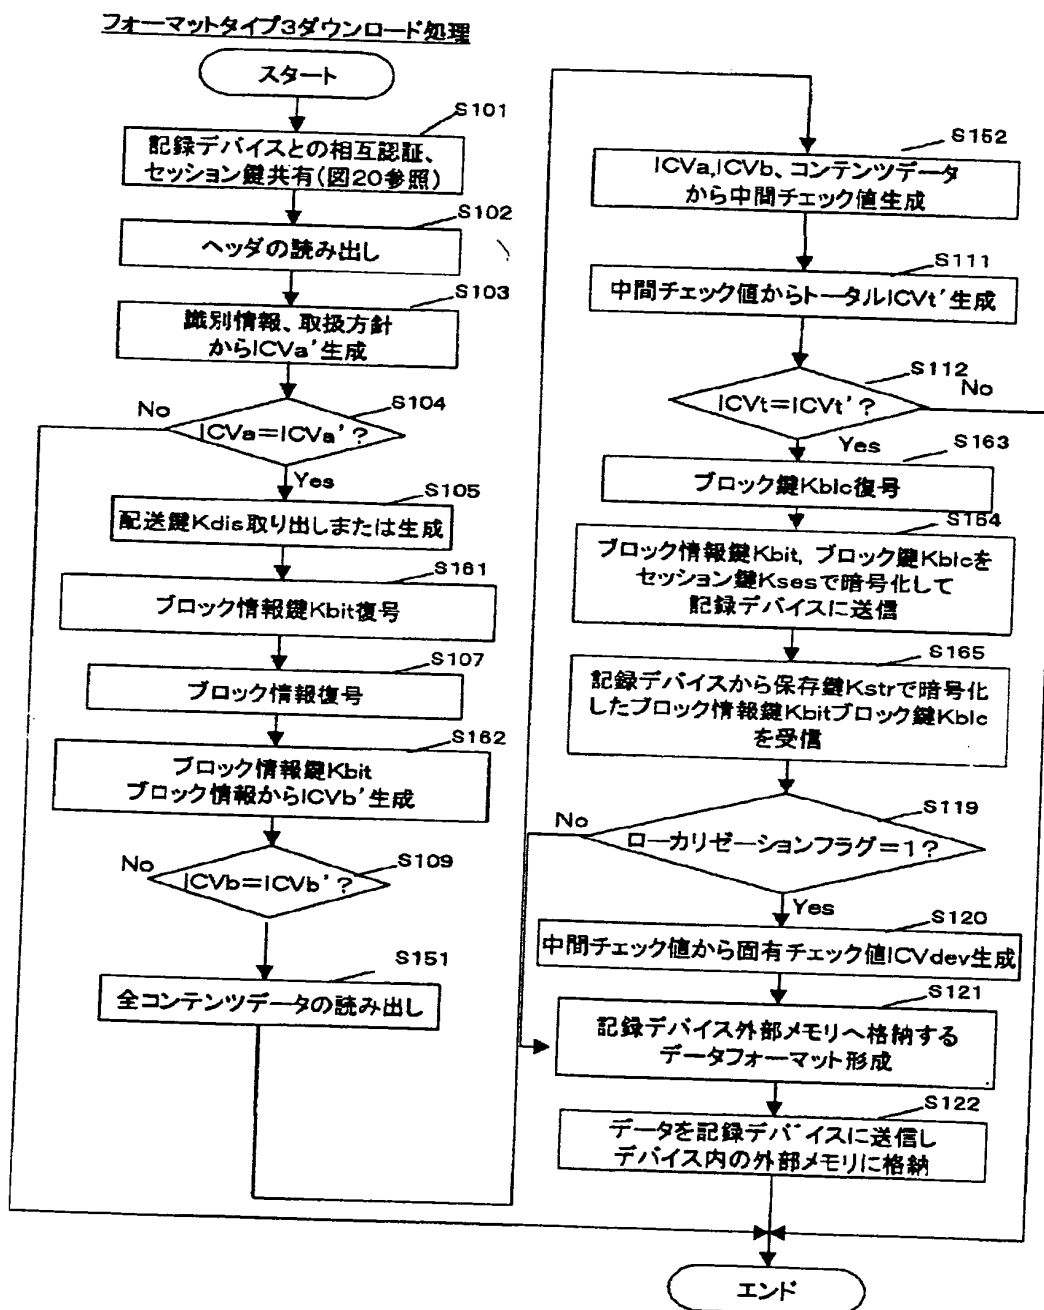 フォーマットタイプ3ダウンロード処理
スタート
S101
記録デバイスとの相互認証、
セッション鍵共有(図20参照)
S102
ヘッダの読み出し
S103
識別情報、取扱方針
からICVa'生成
S104
No
ICVa=ICVa'?
Yes
S105
配送鍵Kdis取り出しまたは生成
S161
ブロック情報鍵Kbit復号
S107
ブロック情報復号
S162
ブロック情報鍵Kbit
ブロック情報からICVb'生成
S109
No
ICVb=ICVb'?
S151
全コンテンツデータの読み出し
S152
ICVa,ICVb、コンテンツデータ
から中間チェック値生成
S111
中間チェック値からトータルICVt'生成
S112
No
ICVt=ICVt'?
Yes
S163
ブロック鍵Kblc復号
S164
ブロック情報鍵Kbit, ブロック鍵Kblcを
セッション鍵Ksesで暗号化して
記録デバイスに送信
S165
記録デバイスから保存鍵Kstrで暗号化
したブロック情報鍵Kbitブロック鍵Kblc
を受信
S119
No
ローカリゼーションフラグ=1?
Yes
S120
中間チェック値から固有チェック値ICVdev生成
S121
記録デバイス外部メモリへ格納する
データフォーマット形成
S122
データを記録デバイスに送信し
デバイス内の外部メモリに格納
エンド